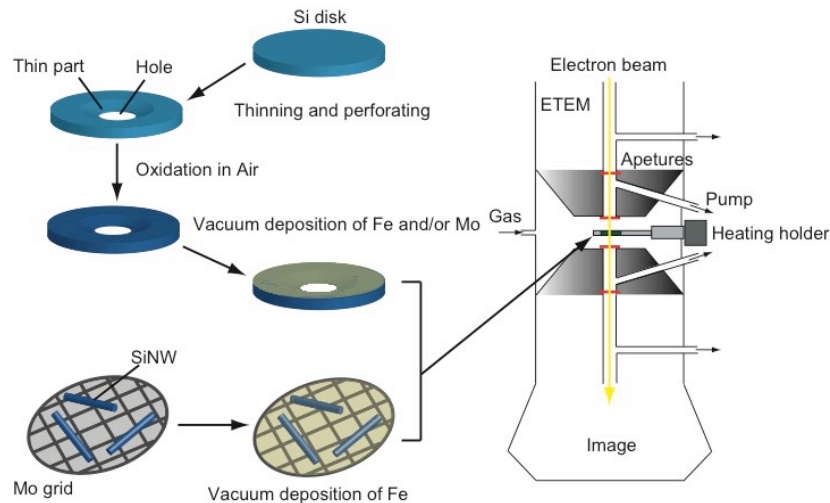 Si disk
Thin part
Hole
Thinning and perforating
Oxidation in Air
Vacuum deposition of Fe and/or Mo
SiNW
Mo grid
Vacuum deposition of Fe
Electron beam
ETEM
Apetures
Pump
Gas
Heating holder
Image